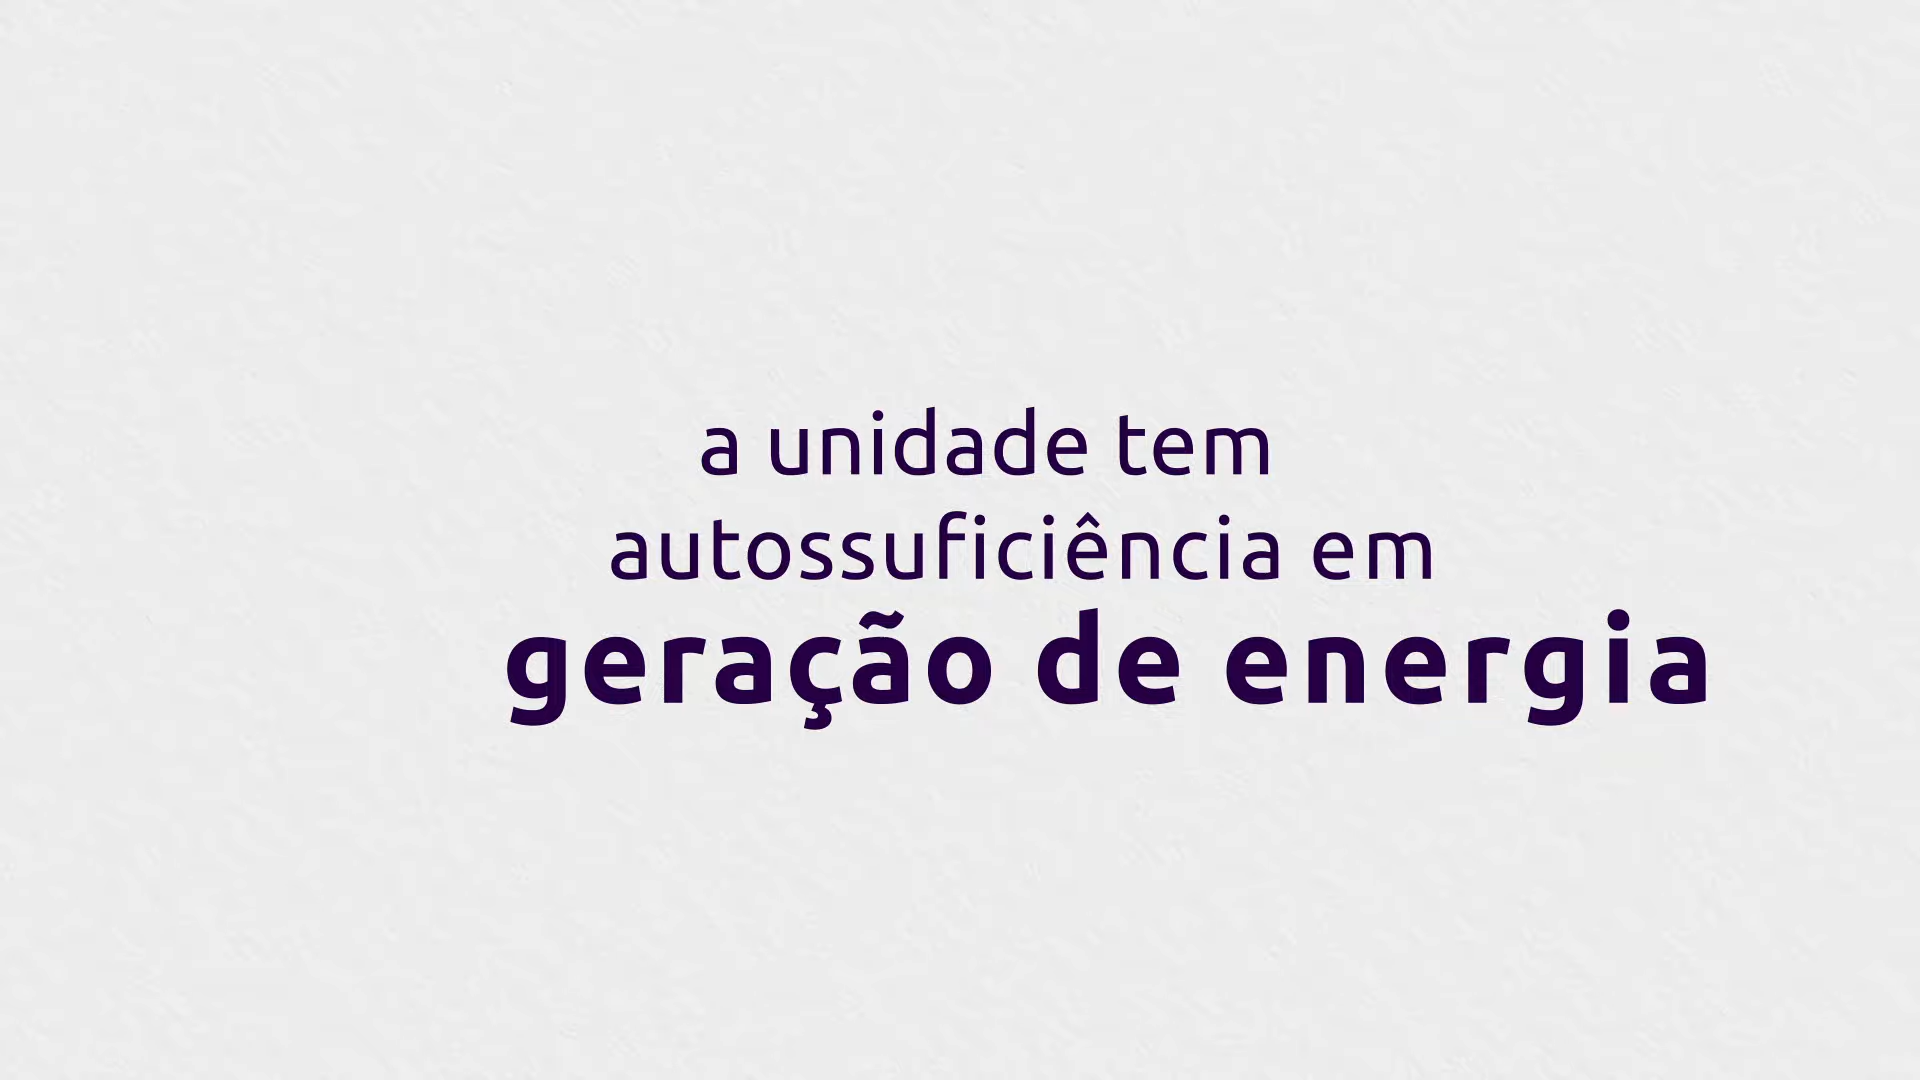 a unidade tem
autossuficiência em
geração de energia